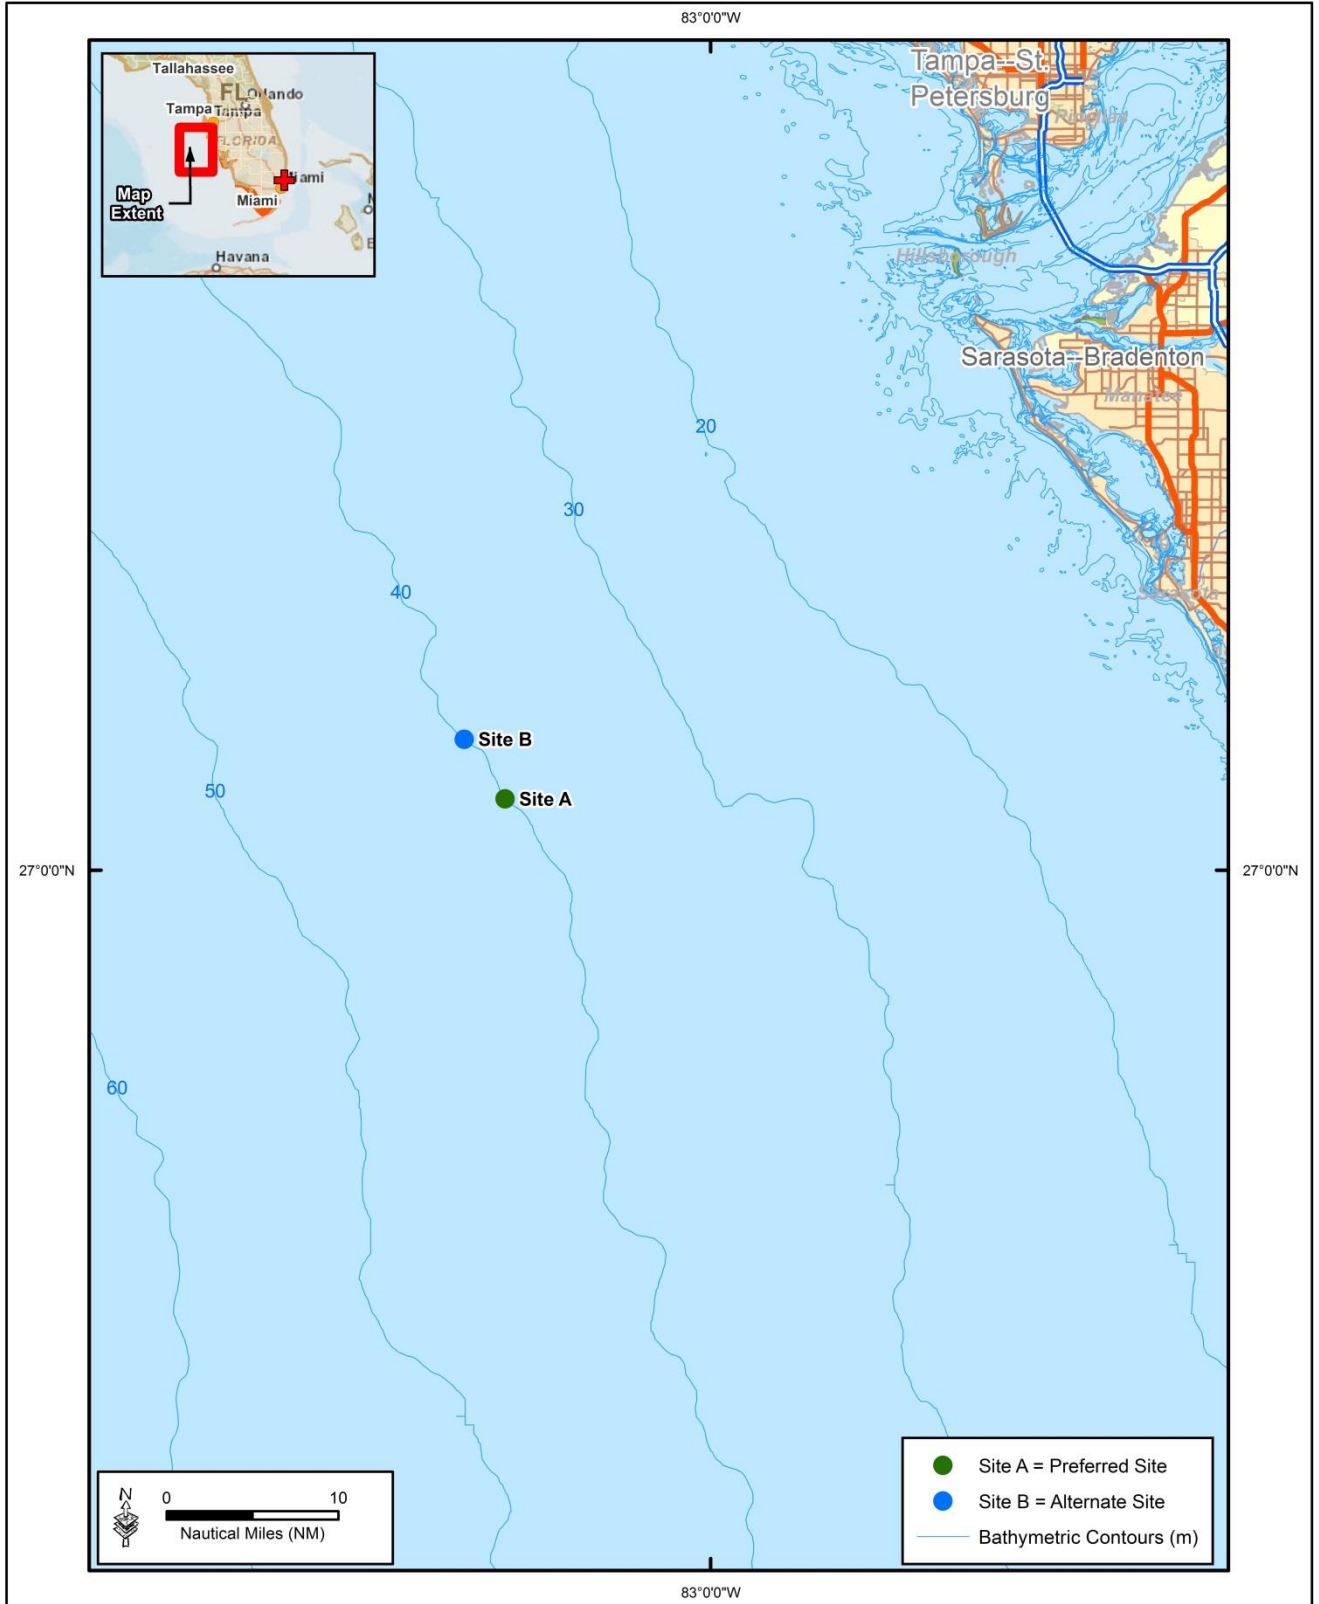 83°0'0"W
Tallahassee
FL
Orlando
Tampa
Tampa
FLORIDA
Map
Extent
Miami
Miami
Havana
Tampa--St.
Petersburg
Pinellas
Hillsborough
Sarasota--Bradenton
Manatee
20
30
Sarasota
40
Site B
50
Site A
27°0'0"N
27°0'0"N
60
N
0 10
Nautical Miles (NM)
Site A = Preferred Site
Site B = Alternate Site
Bathymetric Contours (m)
83°0'0"W